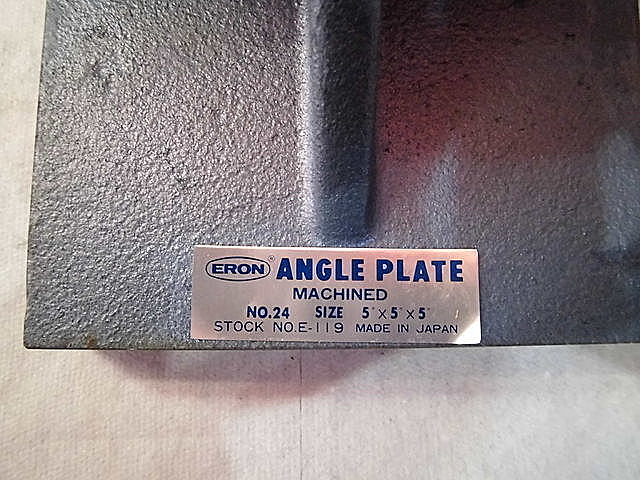 ERON® ANGLE PLATE
MACHINED
NO.24 SIZE 5" x 5" x 5"
STOCK NO.E-119 MADE IN JAPAN